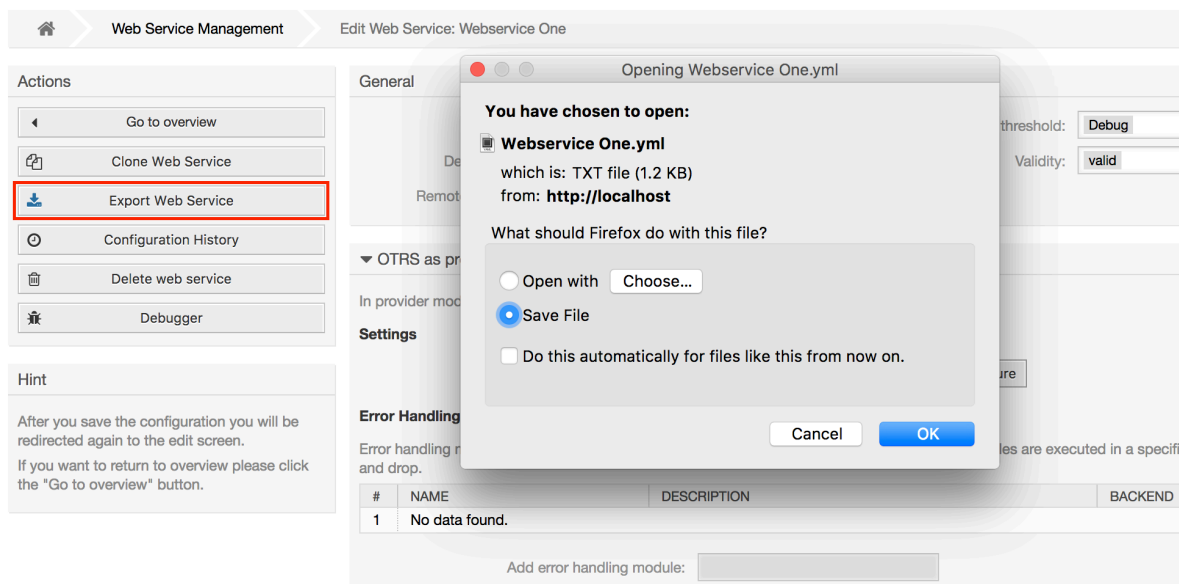 Web Service Management
Edit Web Service: Webservice One
Actions
Go to overview
Clone Web Service
Export Web Service
Configuration History
Delete web service
Debugger
Hint
After you save the configuration you will be
redirected again to the edit screen.
If you want to return to overview please click
the "Go to overview" button.
General
threshold:
Debug
Validity:
valid
Remot
OTRS as pr
In provider mod
Settings
Error Handling
Error handling
les are executed in a specifi
and drop.
# NAME DESCRIPTION BACKEND
1 No data found.
Add error handling module:
Opening Webservice One.yml
You have chosen to open:
Webservice One.yml
which is: TXT file (1.2 KB)
from: http://localhost
What should Firefox do with this file?
Open with Choose...
Save File
Do this automatically for files like this from now on.
Cancel OK